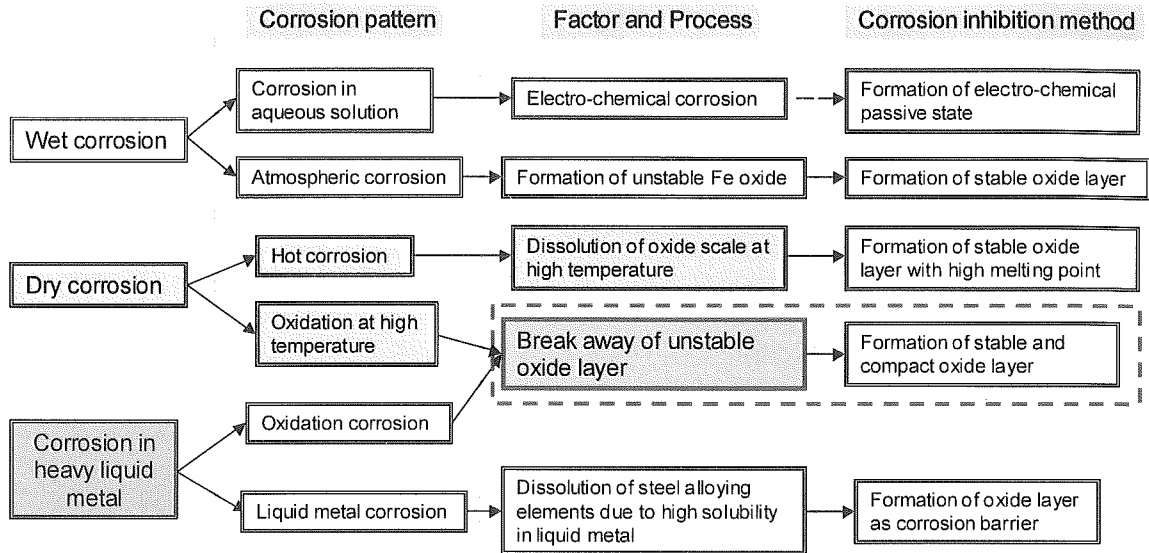 Corrosion pattern
Factor and Process
Corrosion inhibition method
Wet corrosion
Corrosion in
aqueous solution
Electro-chemical corrosion
Formation of electro-chemical
passive state
Atmospheric corrosion
Formation of unstable Fe oxide
Formation of stable oxide layer
Dry corrosion
Hot corrosion
Dissolution of oxide scale at
high temperature
Formation of stable oxide
layer with high melting point
Oxidation at high
temperature
Break away of unstable
oxide layer
Formation of stable and
compact oxide layer
Corrosion in
heavy liquid
metal
Oxidation corrosion
Liquid metal corrosion
Dissolution of steel alloying
elements due to high solubility
in liquid metal
Formation of oxide layer
as corrosion barrier